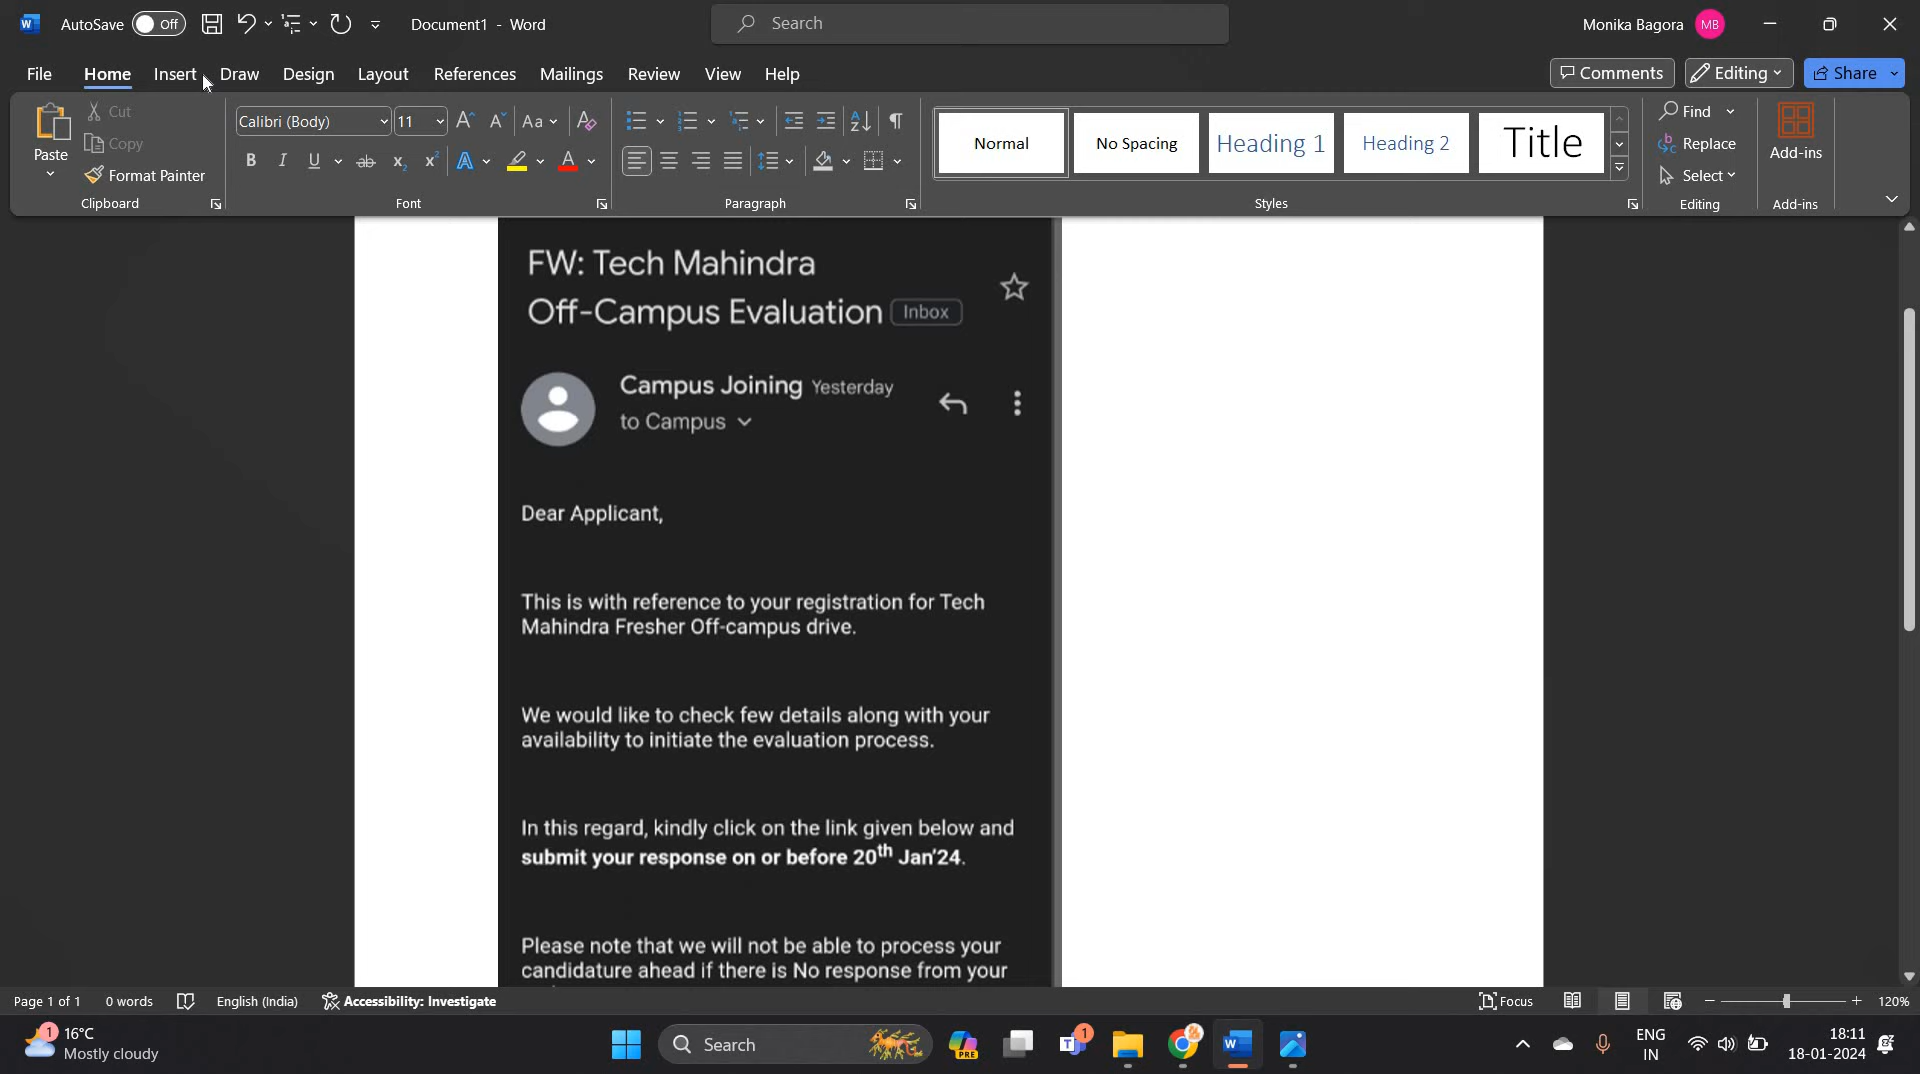 AutoSave Off Document1 - Word Search Monika Bagora MB
File Home Insert Draw Design Layout References Mailings Review View Help Comments Editing Share
Paste Cut Copy Format Painter
Clipboard
Calibri (Body) 11
Font
Paragraph
Normal No Spacing Heading 1 Heading 2 Title
Styles
Find
Replace
Select
Editing
Add-ins
Add-ins
FW: Tech Mahindra
Off-Campus Evaluation Inbox
Campus Joining Yesterday
to Campus
Dear Applicant,
This is with reference to your registration for Tech
Mahindra Fresher Off-campus drive.
We would like to check few details along with your
availability to initiate the evaluation process.
In this regard, kindly click on the link given below and
submit your response on or before 20th Jan'24.
Please note that we will not be able to process your
candidature ahead if there is No response from your
Page 1 of 1 0 words English (India) Accessibility: Investigate Focus 120%
1 16°C
Mostly cloudy
Search
PRE
1
ENG
IN
18:11
18-01-2024